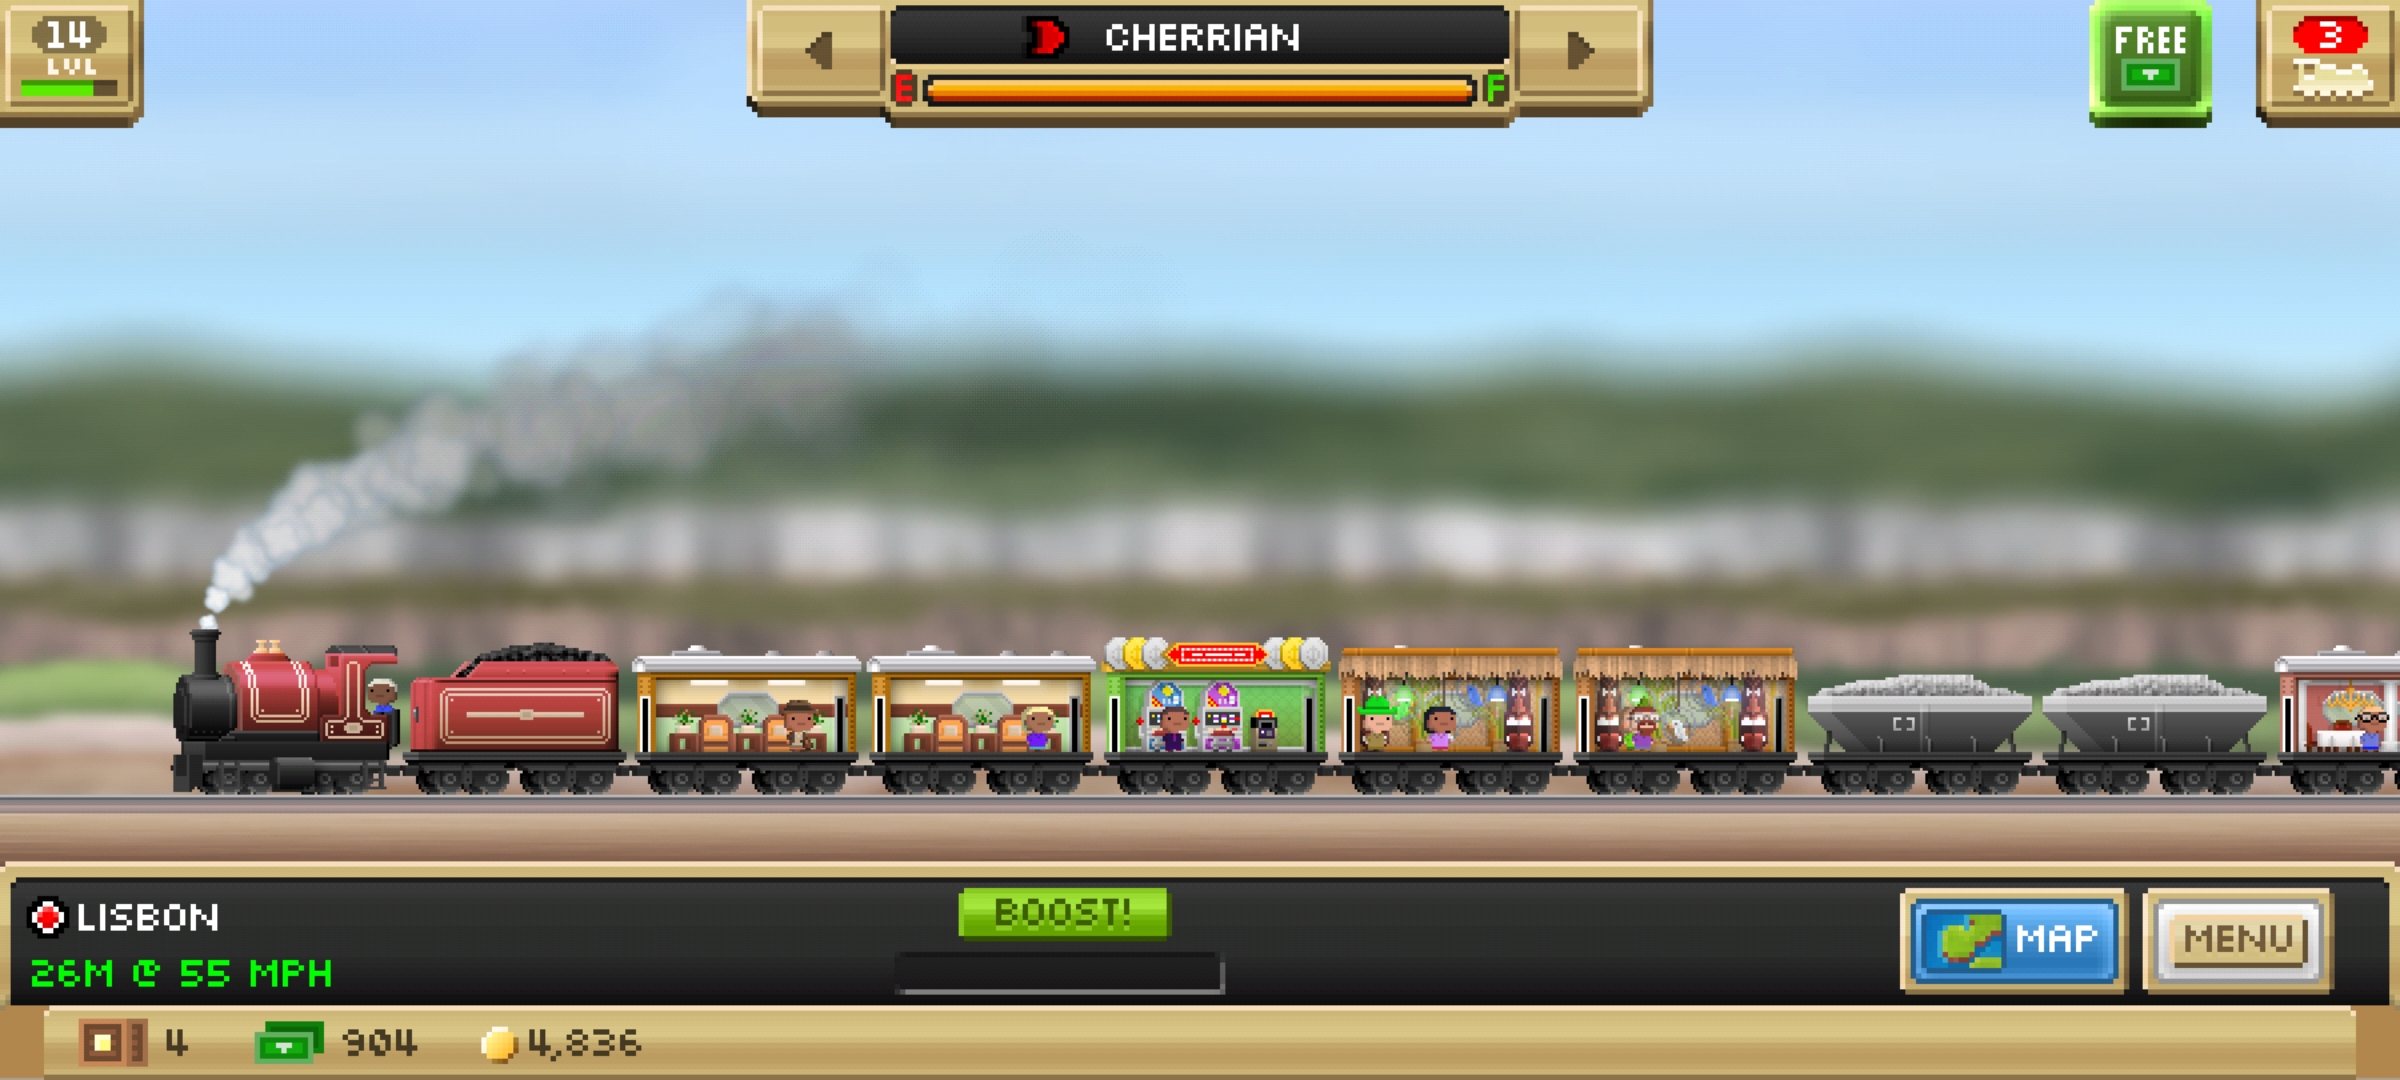 14
LVL
CHERRIAN
E
F
FREE
3
LISBON
26M @ 55 MPH
BOOST!
MAP
MENU
4
904
4,836